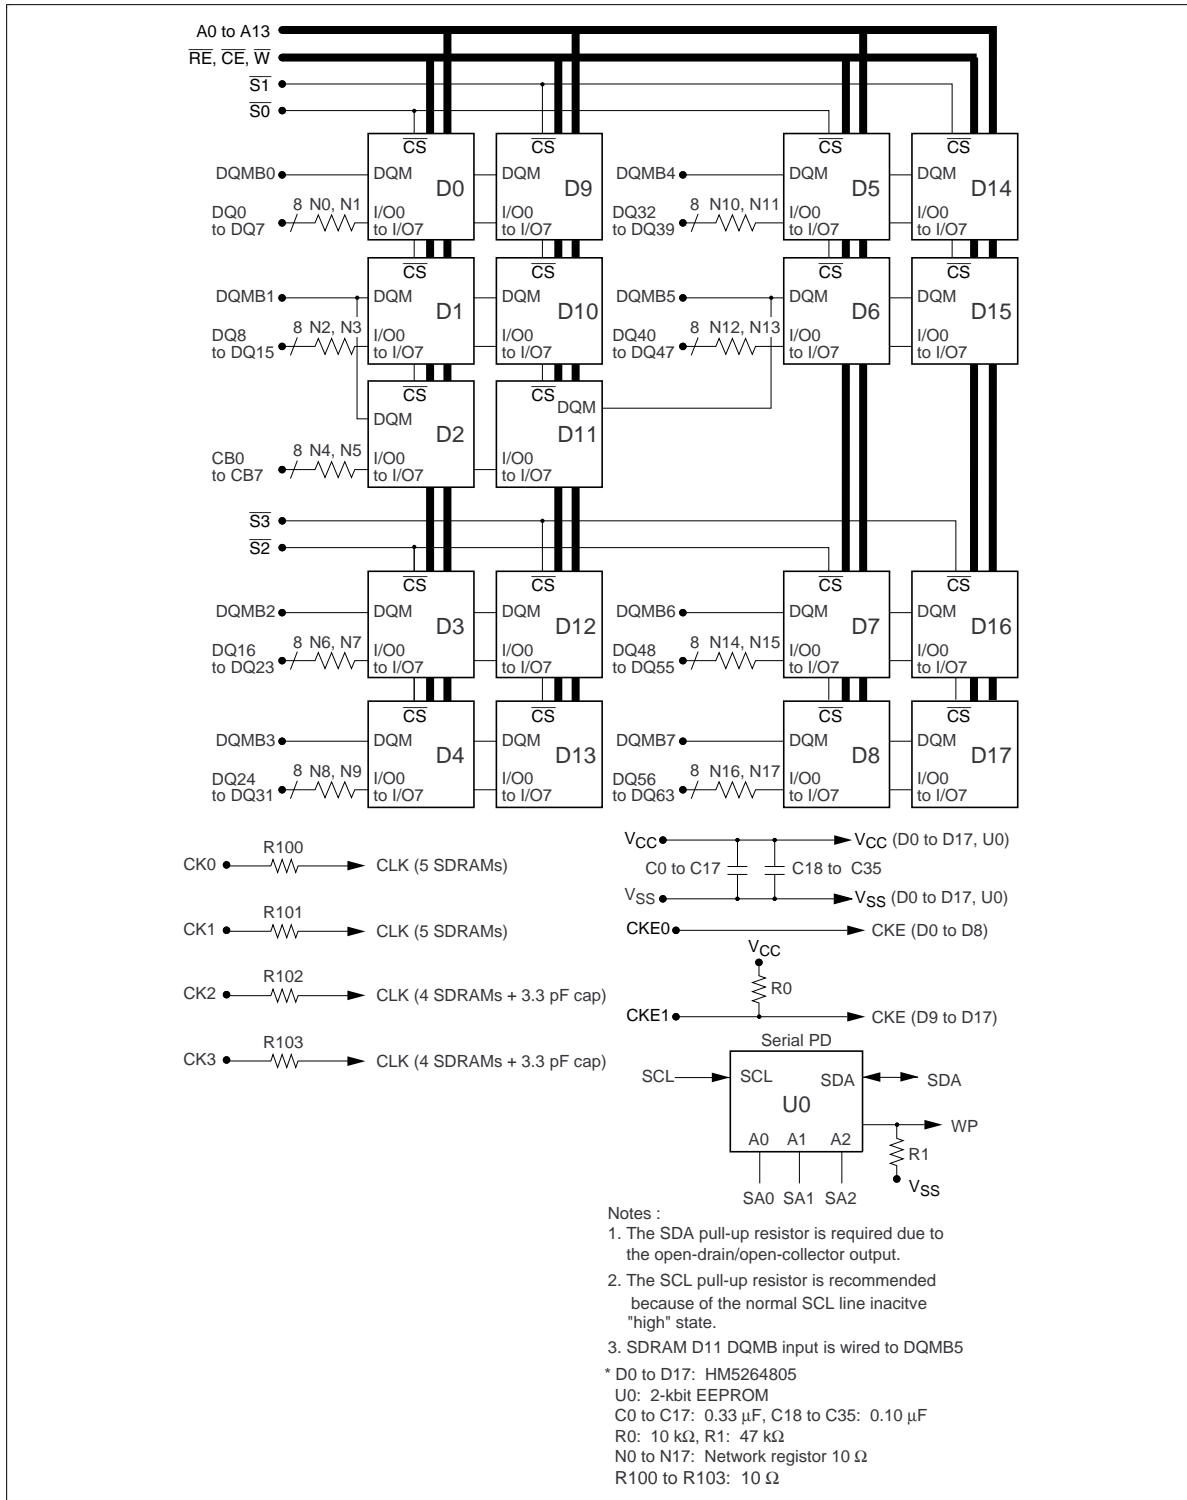 A0 to A13
RE, CE, W
S1
S0
CS CS CS CS
DQMB0 DQM D0 D9 DQMB4 DQM D5 D14
DQ0 to DQ7 8 N0, N1 I/O0 to I/O7 I/O0 to I/O7 DQ32 to DQ39 8 N10, N11 I/O0 to I/O7 I/O0 to I/O7
CS CS CS CS
DQMB1 DQM D1 DQM D10 DQMB5 DQM D6 DQM D15
DQ8 to DQ15 8 N2, N3 I/O0 to I/O7 I/O0 to I/O7 DQ40 to DQ47 8 N12, N13 I/O0 to I/O7 I/O0 to I/O7
CS CS
DQM D2 DQM D11
CB0 to CB7 8 N4, N5 I/O0 to I/O7 I/O0 to I/O7
S3
S2
CS CS CS CS
DQMB2 DQM D3 DQM D12 DQMB6 DQM D7 DQM D16
DQ16 to DQ23 8 N6, N7 I/O0 to I/O7 I/O0 to I/O7 DQ48 to DQ55 8 N14, N15 I/O0 to I/O7 I/O0 to I/O7
CS CS CS CS
DQMB3 DQM D4 DQM D13 DQMB7 DQM D8 DQM D17
DQ24 to DQ31 8 N8, N9 I/O0 to I/O7 I/O0 to I/O7 DQ56 to DQ63 8 N16, N17 I/O0 to I/O7 I/O0 to I/O7
CK0 R100 CLK (5 SDRAMs)
CK1 R101 CLK (5 SDRAMs)
CK2 R102 CLK (4 SDRAMs + 3.3 pF cap)
CK3 R103 CLK (4 SDRAMs + 3.3 pF cap)
VCC VCC (D0 to D17, U0)
C0 to C17 C18 to C35
VSS VSS (D0 to D17, U0)
CKE0 CKE (D0 to D8)
VCC
R0
CKE1 CKE (D9 to D17)
Serial PD
SCL SCL SDA SDA
U0
WP
A0 A1 A2 R1
SA0 SA1 SA2 VSS
Notes :
1. The SDA pull-up resistor is required due to
the open-drain/open-collector output.
2. The SCL pull-up resistor is recommended
because of the normal SCL line inacitve
"high" state.
3. SDRAM D11 DQMB input is wired to DQMB5
* D0 to D17: HM5264805
U0: 2-kbit EEPROM
C0 to C17: 0.33 μF, C18 to C35: 0.10 μF
R0: 10 kΩ, R1: 47 kΩ
N0 to N17: Network registor 10 Ω
R100 to R103: 10 Ω